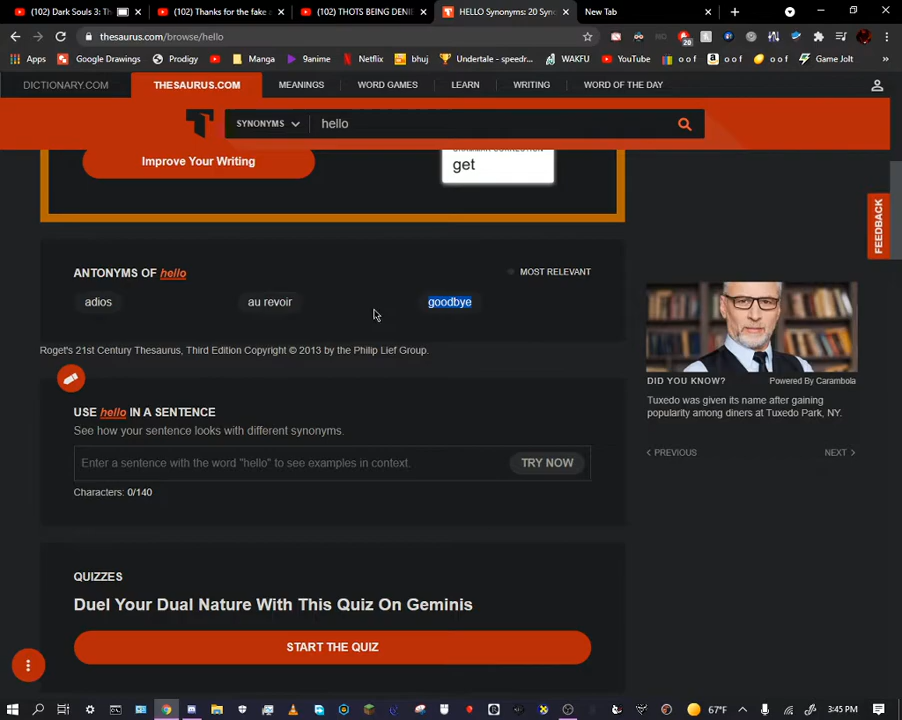 (102) Dark Souls 3: Th
(102) Thanks for the fake a
(102) THOTS BEING DENI
HELLO Synonyms: 20 Syno
New Tab
thesaurus.com/browse/hello
20
Apps
Google Drawings
Prodigy
Manga
9anime
Netflix
bhuj
Undertale - speedr...
WAKFU
YouTube
o o f
o o f
o o f
Game Jolt
DICTIONARY.COM
THESAURUS.COM
MEANINGS
WORD GAMES
LEARN
WRITING
WORD OF THE DAY
SYNONYMS
hello
Improve Your Writing
get
FEEDBACK
ANTONYMS OF hello
MOST RELEVANT
adios
au revoir
goodbye
Roget's 21st Century Thesaurus, Third Edition Copyright © 2013 by the Philip Lief Group.
DID YOU KNOW?
Powered By Carambola
Tuxedo was given its name after gaining
popularity among diners at Tuxedo Park, NY.
PREVIOUS
NEXT
USE hello IN A SENTENCE
See how your sentence looks with different synonyms.
Enter a sentence with the word "hello" to see examples in context.
TRY NOW
Characters: 0/140
QUIZZES
Duel Your Dual Nature With This Quiz On Geminis
START THE QUIZ
67°F
3:45 PM